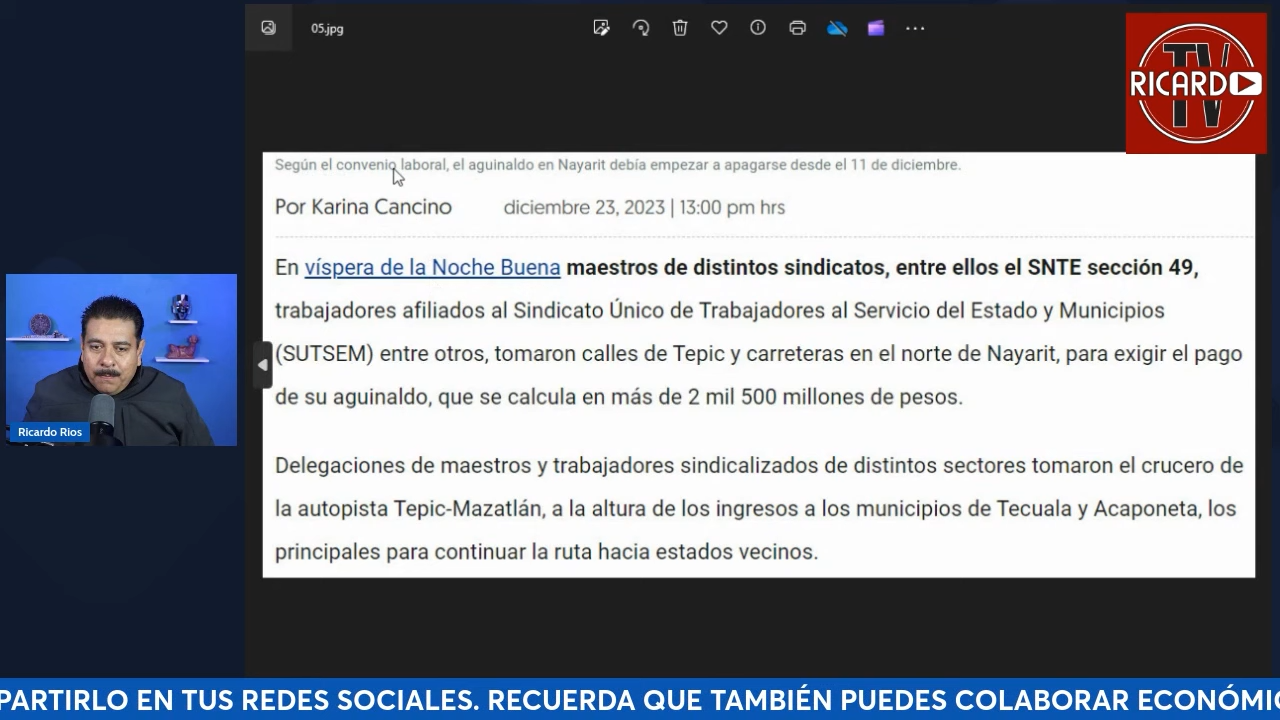 05.jpg
TV
RICARDO
Según el convenio laboral, el aguinaldo en Nayarit debía empezar a apagarse desde el 11 de diciembre.
Por Karina Cancino diciembre 23, 2023 | 13:00 pm hrs
En víspera de la Noche Buena maestros de distintos sindicatos, entre ellos el SNTE sección 49,
trabajadores afiliados al Sindicato Único de Trabajadores al Servicio del Estado y Municipios
(SUTSEM) entre otros, tomaron calles de Tepic y carreteras en el norte de Nayarit, para exigir el pago
de su aguinaldo, que se calcula en más de 2 mil 500 millones de pesos.
Delegaciones de maestros y trabajadores sindicalizados de distintos sectores tomaron el crucero de
la autopista Tepic-Mazatlán, a la altura de los ingresos a los municipios de Tecuala y Acaponeta, los
principales para continuar la ruta hacia estados vecinos.
Ricardo Rios
PARTIRLO EN TUS REDES SOCIALES. RECUERDA QUE TAMBIÉN PUEDES COLABORAR ECONÓMIC